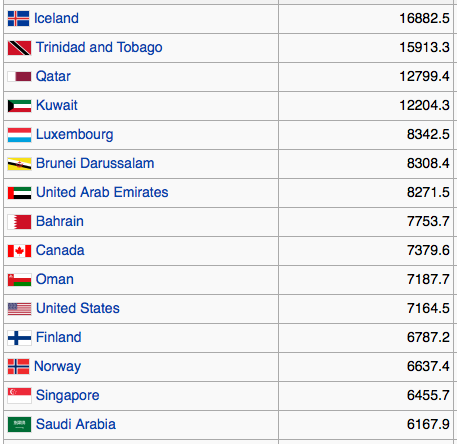 Iceland 16882.5
Trinidad and Tobago 15913.3
Qatar 12799.4
Kuwait 12204.3
Luxembourg 8342.5
Brunei Darussalam 8308.4
United Arab Emirates 8271.5
Bahrain 7753.7
Canada 7379.6
Oman 7187.7
United States 7164.5
Finland 6787.2
Norway 6637.4
Singapore 6455.7
Saudi Arabia 6167.9